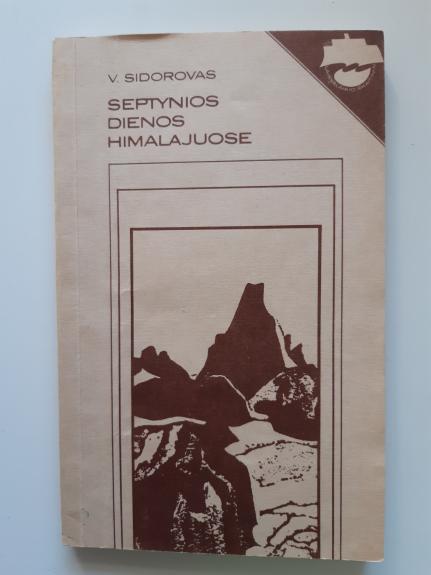 V. SIDOROVAS
SEPTYNIOS
DIENOS
HIMALAJUOSE